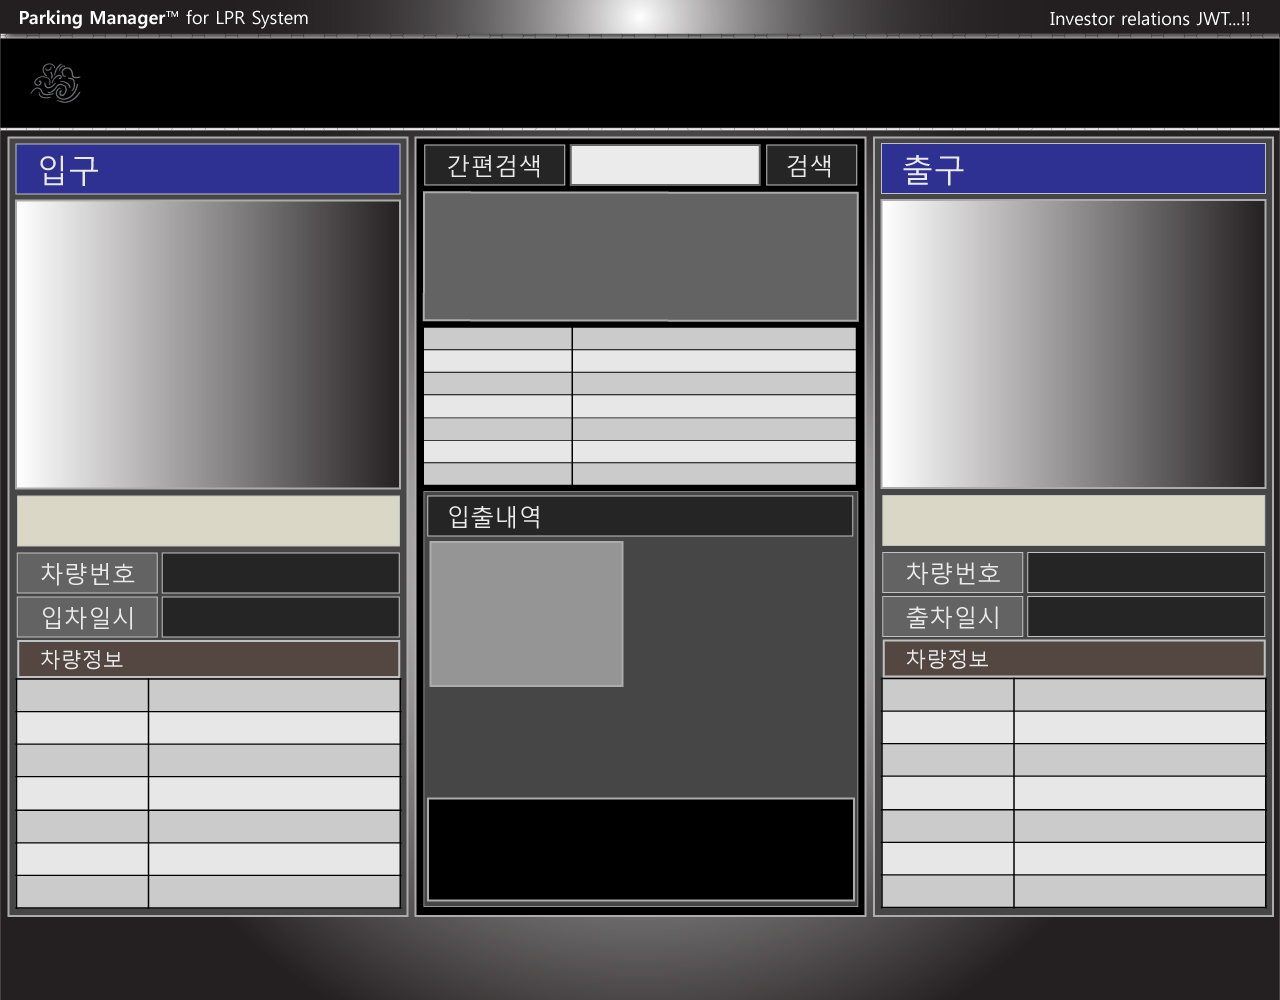 Parking Manager™ for LPR System
Investor relations JWT...!!
입구
차량번호
입차일시
차량정보
간편검색
검색
입출내역
출구
차량번호
출차일시
차량정보